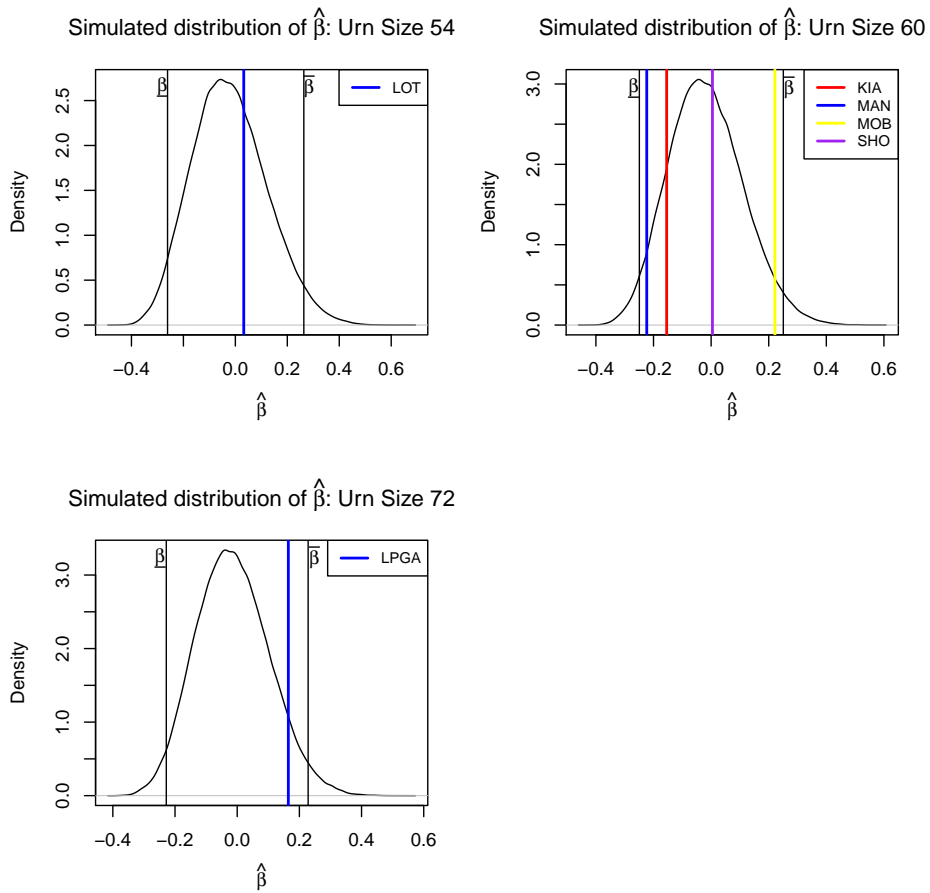 Simulated distribution of β̂: Urn Size 54
LOT
β̲
β̅
Density
0.0 0.5 1.0 1.5 2.0 2.5
−0.4 0.0 0.2 0.4 0.6
β̂
Simulated distribution of β̂: Urn Size 60
KIA
MAN
MOB
SHO
β̲
β̅
Density
0.0 1.0 2.0 3.0
−0.4 −0.2 0.0 0.2 0.4 0.6
β̂
Simulated distribution of β̂: Urn Size 72
LPGA
β̲
β̅
Density
0.0 1.0 2.0 3.0
−0.4 −0.2 0.0 0.2 0.4 0.6
β̂